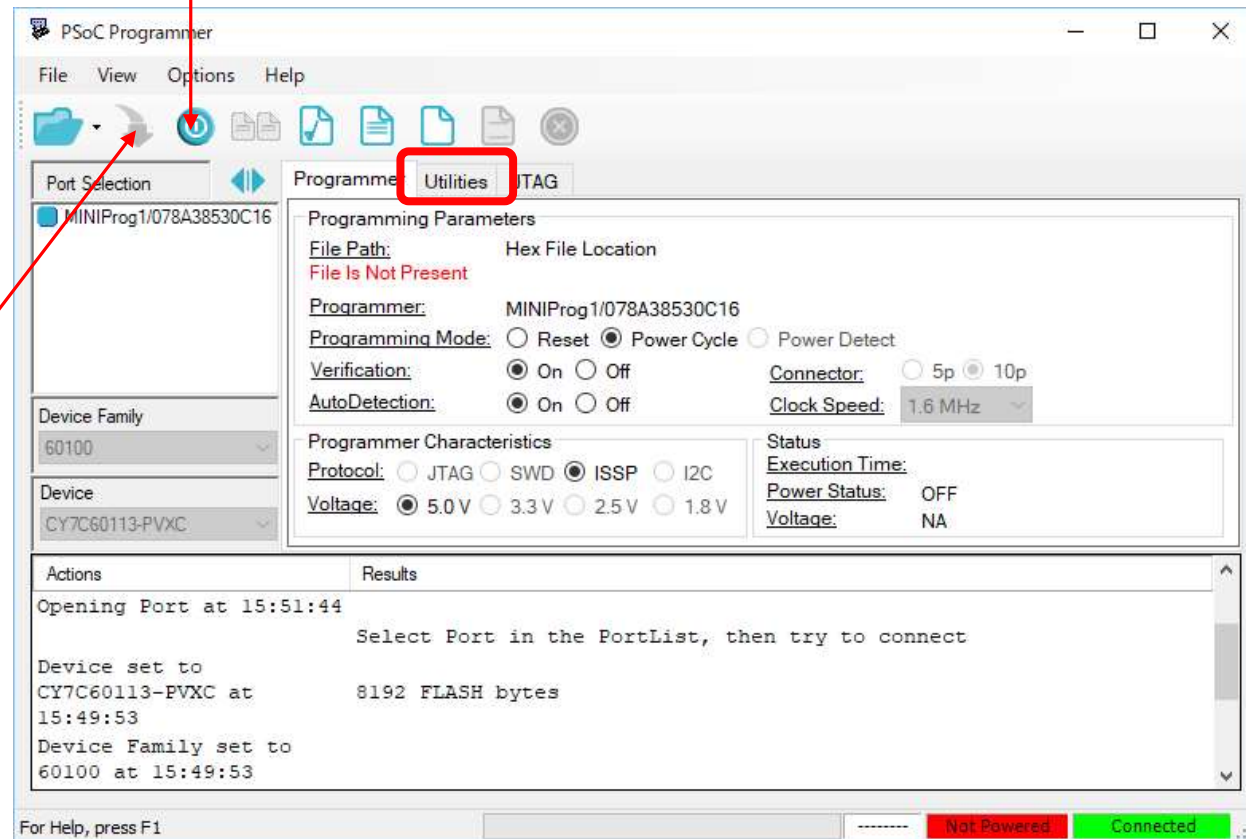 PSoC Programmer
File View Options Help
Port Selection
Programmer Utilities JTAG
MINIProg1/078A38530C16
Programming Parameters
File Path: Hex File Location
File Is Not Present
Programmer: MINIProg1/078A38530C16
Programming Mode: Reset Power Cycle Power Detect
Verification: On Off Connector: 5p 10p
AutoDetection: On Off Clock Speed: 1.6 MHz
Device Family
60100
Device
CY7C60113-PVXC
Programmer Characteristics
Protocol: JTAG SWD ISSP I2C
Voltage: 5.0 V 3.3 V 2.5 V 1.8 V
Status
Execution Time:
Power Status: OFF
Voltage: NA
Actions Results
Opening Port at 15:51:44
Select Port in the PortList, then try to connect
Device set to
CY7C60113-PVXC at 8192 FLASH bytes
15:49:53
Device Family set to
60100 at 15:49:53
For Help, press F1
-------- Not Powered Connected